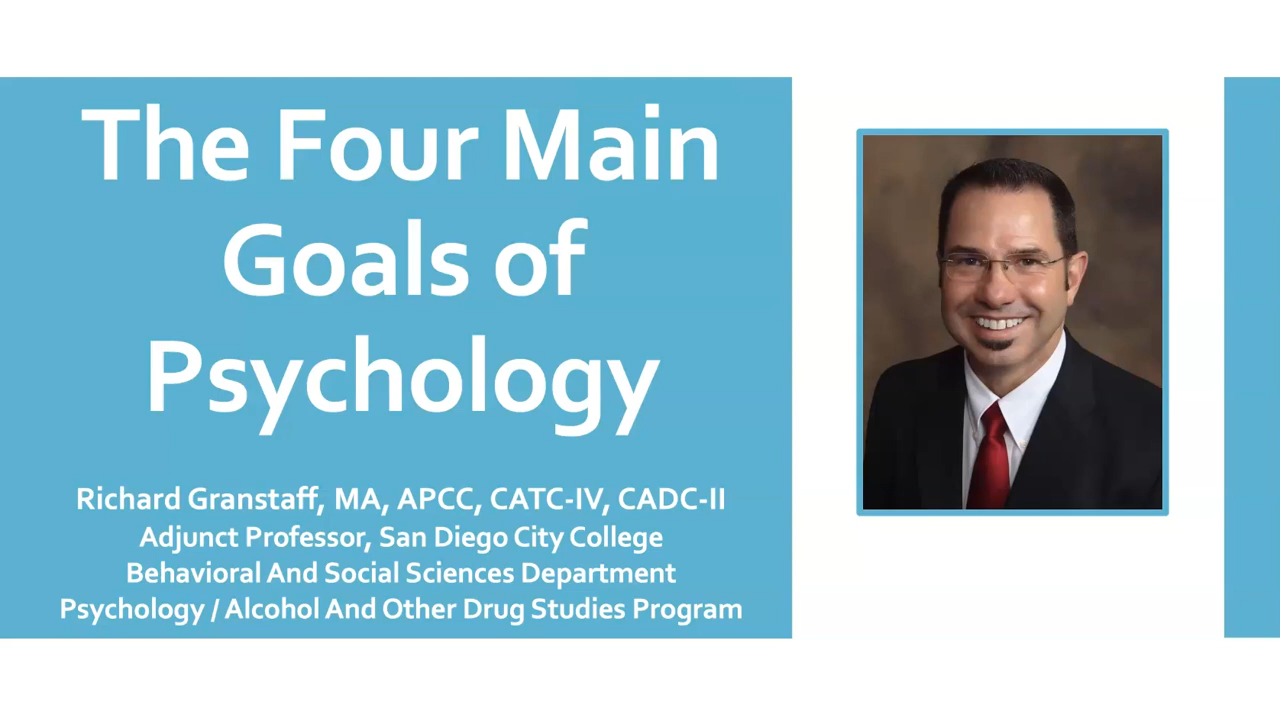 The Four Main
Goals of
Psychology
Richard Granstaff, MA, APCC, CATC-IV, CADC-II
Adjunct Professor, San Diego City College
Behavioral And Social Sciences Department
Psychology / Alcohol And Other Drug Studies Program